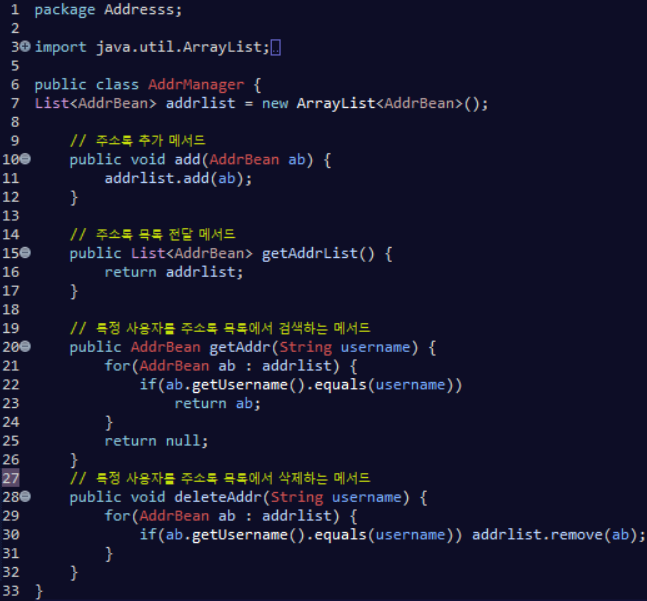 1 package Addresss;
2
3 import java.util.ArrayList;
5
6 public class AddrManager {
7 List<AddrBean> addrlist = new ArrayList<AddrBean>();
8
9 // 주소록 추가 메서드
10 public void add(AddrBean ab) {
11 addrlist.add(ab);
12 }
13
14 // 주소록 목록 전달 메서드
15 public List<AddrBean> getAddrList() {
16 return addrlist;
17 }
18
19 // 특정 사용자를 주소록 목록에서 검색하는 메서드
20 public AddrBean getAddr(String username) {
21 for(AddrBean ab : addrlist) {
22 if(ab.getUsername().equals(username))
23 return ab;
24 }
25 return null;
26 }
27 // 특정 사용자를 주소록 목록에서 삭제하는 메서드
28 public void deleteAddr(String username) {
29 for(AddrBean ab : addrlist) {
30 if(ab.getUsername().equals(username)) addrlist.remove(ab);
31 }
32 }
33 }